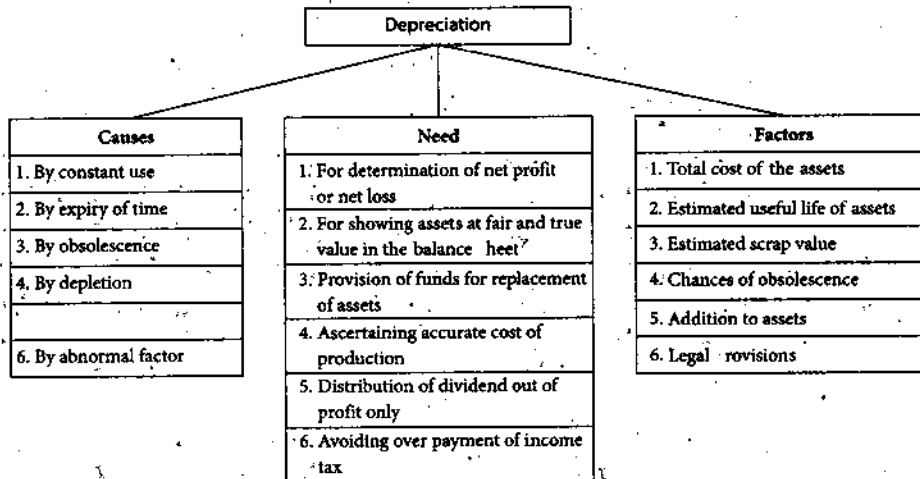 Depreciation
Causes
1. By constant use
2. By expiry of time
3. By obsolescence
4. By depletion
6. By abnormal factor
Need
1. For determination of net profit
or net loss
2. For showing assets at fair and true
value in the balance heet
3. Provision of funds for replacement
of assets
4. Ascertaining accurate cost of
production
5. Distribution of dividend out of
profit only
6. Avoiding over payment of income
tax
Factors
1. Total cost of the assets
2. Estimated useful life of assets
3. Estimated scrap value
4. Chances of obsolescence
5. Addition to assets
6. Legal rovisions